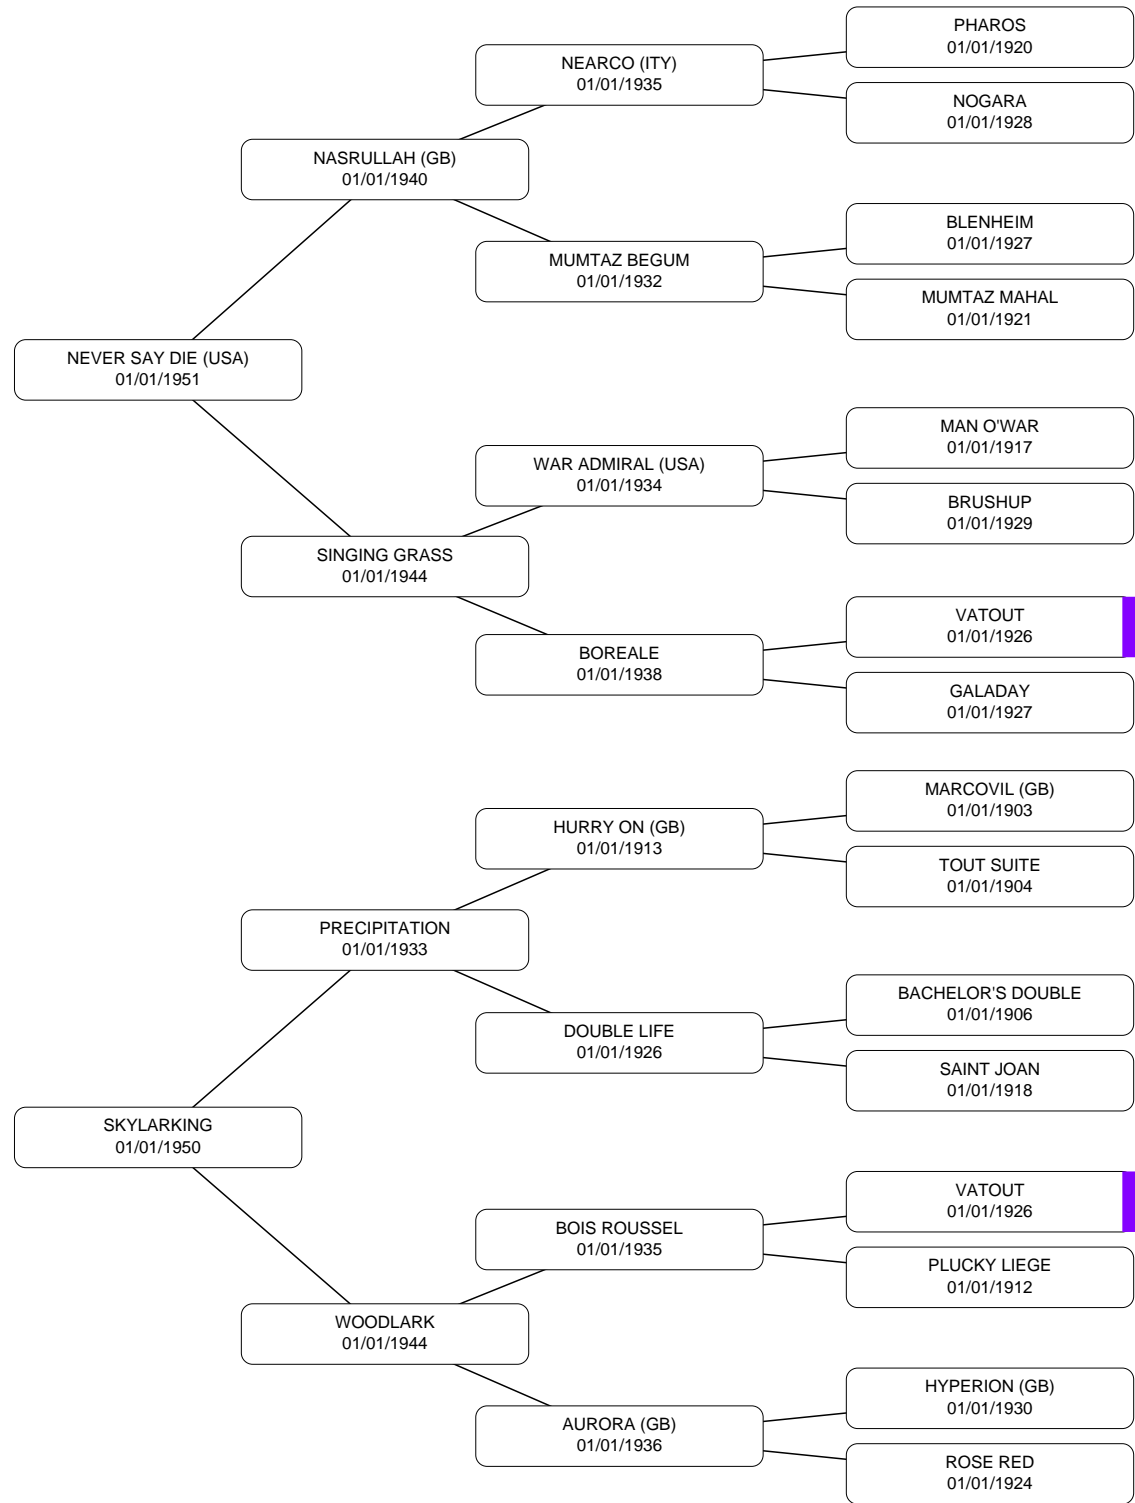 PHAROS
01/01/1920
NEARCO (ITY)
01/01/1935
NOGARA
01/01/1928
NASRULLAH (GB)
01/01/1940
BLENHEIM
01/01/1927
MUMTAZ BEGUM
01/01/1932
MUMTAZ MAHAL
01/01/1921
NEVER SAY DIE (USA)
01/01/1951
MAN O'WAR
01/01/1917
WAR ADMIRAL (USA)
01/01/1934
BRUSHUP
01/01/1929
SINGING GRASS
01/01/1944
VATOUT
01/01/1926
BOREALE
01/01/1938
GALADAY
01/01/1927
MARCOVIL (GB)
01/01/1903
HURRY ON (GB)
01/01/1913
TOUT SUITE
01/01/1904
PRECIPITATION
01/01/1933
BACHELOR'S DOUBLE
01/01/1906
DOUBLE LIFE
01/01/1926
SAINT JOAN
01/01/1918
SKYLARKING
01/01/1950
VATOUT
01/01/1926
BOIS ROUSSEL
01/01/1935
PLUCKY LIEGE
01/01/1912
WOODLARK
01/01/1944
HYPERION (GB)
01/01/1930
AURORA (GB)
01/01/1936
ROSE RED
01/01/1924